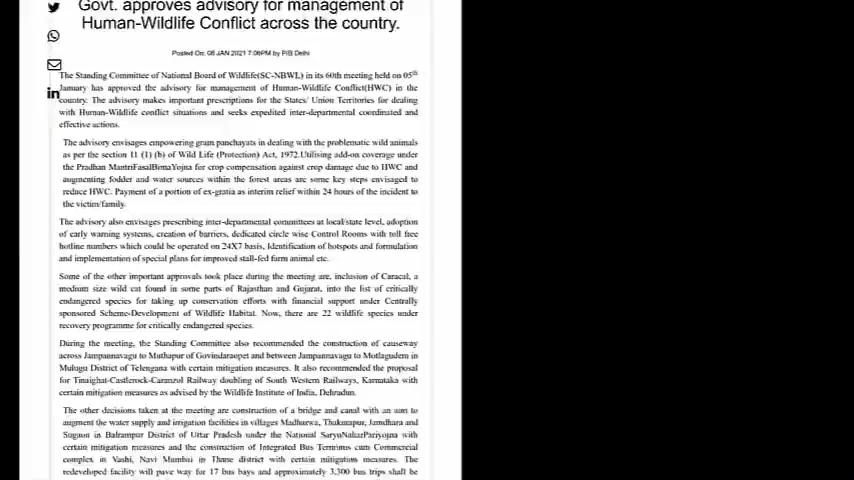 Govt. approves advisory for management of
Human-Wildlife Conflict across the country.
Posted On: 06 JAN 2021 7:06PM by PIB Delhi
The Standing Committee of National Board of Wildlife(SC-NBWL) in its 60th meeting held on 05th
January has approved the advisory for management of Human-Wildlife Conflict(HWC) in the
country. The advisory makes important prescriptions for the States/ Union Territories for dealing
with Human-Wildlife conflict situations and seeks expedited inter-departmental coordinated and
effective actions.
The advisory envisages empowering gram panchayats in dealing with the problematic wild animals
as per the section 11 (1) (b) of Wild Life (Protection) Act, 1972.Utilising add-on coverage under
the Pradhan MantriFasalBimaYojna for crop compensation against crop damage due to HWC and
augmenting fodder and water sources within the forest areas are some key steps envisaged to
reduce HWC. Payment of a portion of ex-gratia as interim relief within 24 hours of the incident to
the victim/family.
The advisory also envisages prescribing inter-departmental committees at local/state level, adoption
of early warning systems, creation of barriers, dedicated circle wise Control Rooms with toll free
hotline numbers which could be operated on 24X7 basis, Identification of hotspots and formulation
and implementation of special plans for improved stall-fed farm animal etc.
Some of the other important approvals took place during the meeting are, inclusion of Caracal, a
medium size wild cat found in some parts of Rajasthan and Gujarat, into the list of critically
endangered species for taking up conservation efforts with financial support under Centrally
sponsored Scheme-Development of Wildlife Habitat. Now, there are 22 wildlife species under
recovery programme for critically endangered species.
During the meeting, the Standing Committee also recommended the construction of causeway
across Jampannavagu to Muthapur of Govindaraopet and between Jampannavagu to Motlagudem in
Mulugu District of Telengana with certain mitigation measures. It also recommended the proposal
for Tinaighat-Castlerock-Caranzol Railway doubling of South Western Railways, Karnataka with
certain mitigation measures as advised by the Wildlife Institute of India, Dehradun.
The other decisions taken at the meeting are construction of a bridge and canal with an aim to
augment the water supply and irrigation facilities in villages Madhurwa, Thakurapur, Jamdhara and
Sugaon in Balrampur District of Uttar Pradesh under the National SaryuNaharPariyojna with
certain mitigation measures and the construction of Integrated Bus Terminus cum Commercial
complex in Vashi, Navi Mumbai in Thane district with certain mitigation measures. The
redeveloped facility will pave way for 17 bus bays and approximately 3,300 bus trips shall be